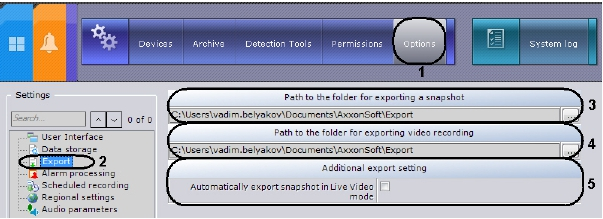 Devices
Archive
Detection Tools
Permissions
Options
System log
1
Settings
Search...
0 of 0
User Interface
Data storage
Export
2
Alarm processing
Scheduled recording
Regional settings
Audio parameters
Path to the folder for exporting a snapshot
3
C:\Users\vadim.belyakov\Documents\AxxonSoft\Export
...
Path to the folder for exporting video recording
4
C:\Users\vadim.belyakov\Documents\AxxonSoft\Export
...
Additional export setting
5
Automatically export snapshot in Live Video
mode